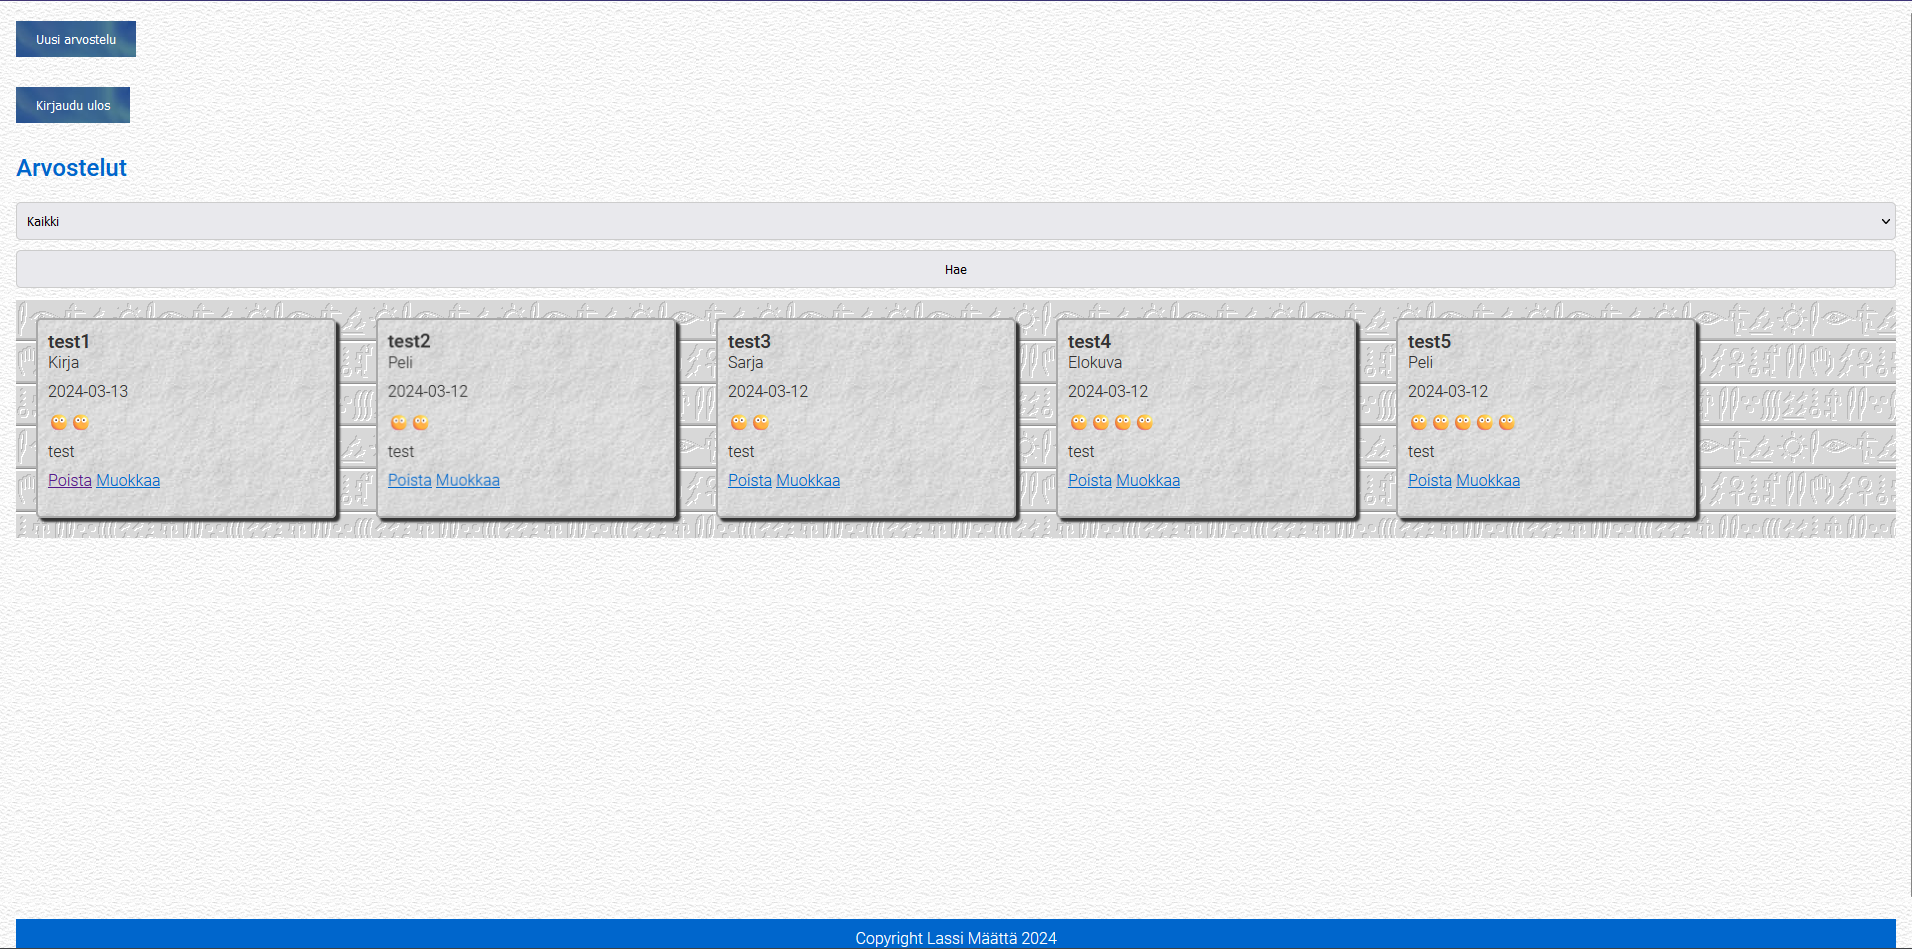 Uusi arvostelu
Kirjaudu ulos
Arvostelut
Kaikki
Hae
test1
Kirja
2024-03-13
test
Poista Muokkaa
test2
Peli
2024-03-12
test
Poista Muokkaa
test3
Sarja
2024-03-12
test
Poista Muokkaa
test4
Elokuva
2024-03-12
test
Poista Muokkaa
test5
Peli
2024-03-12
test
Poista Muokkaa
Copyright Lassi Määttä 2024